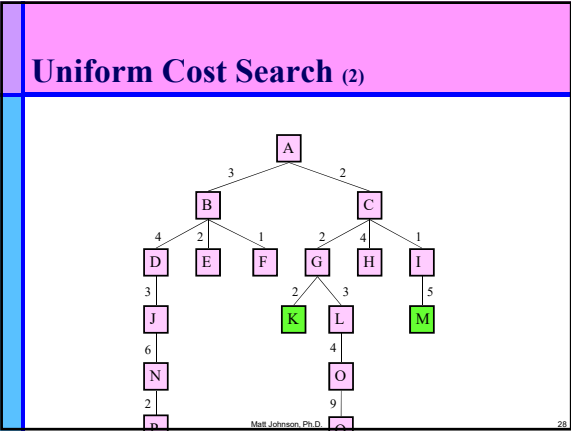 Uniform Cost Search (2)
A
3 2
B C
4 2 1 2 4 1
D E F G H I
3 2 3 5
J K L M
6 4
N O
2 9
Matt Johnson, Ph.D. 28